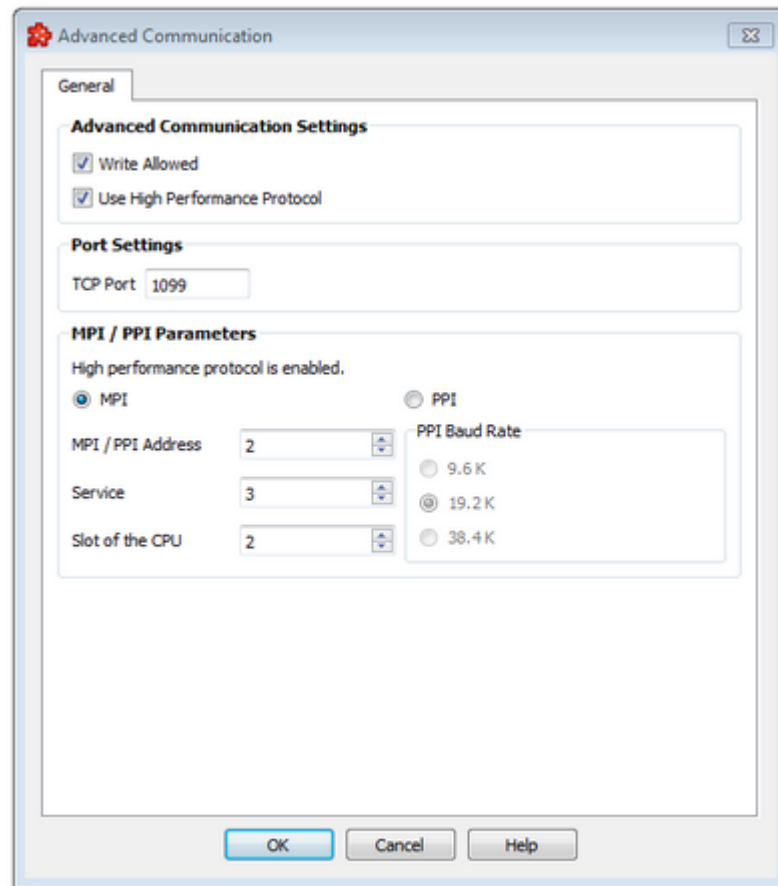 Advanced Communication
General
Advanced Communication Settings
Write Allowed
Use High Performance Protocol
Port Settings
TCP Port 1099
MPI / PPI Parameters
High performance protocol is enabled.
MPI PPI
MPI / PPI Address 2
Service 3
Slot of the CPU 2
PPI Baud Rate
9.6 K
19.2 K
38.4 K
OK Cancel Help